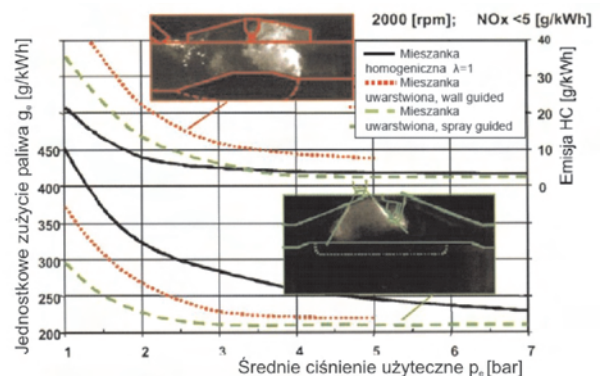 2000 [rpm]; NOx <5 [g/kWh]
Mieszanka
homogeniczna λ=1
Mieszanka
uwarstwiona, wall guided
Mieszanka
uwarstwiona, spray guided
Jednostkowe zużycie paliwa gₑ [g/kWh]
450
400
350
300
250
200
40
30
20
10
0
Emisja HC [g/kWh]
1 2 3 4 5 6 7
Średnie ciśnienie użyteczne pₑ [bar]